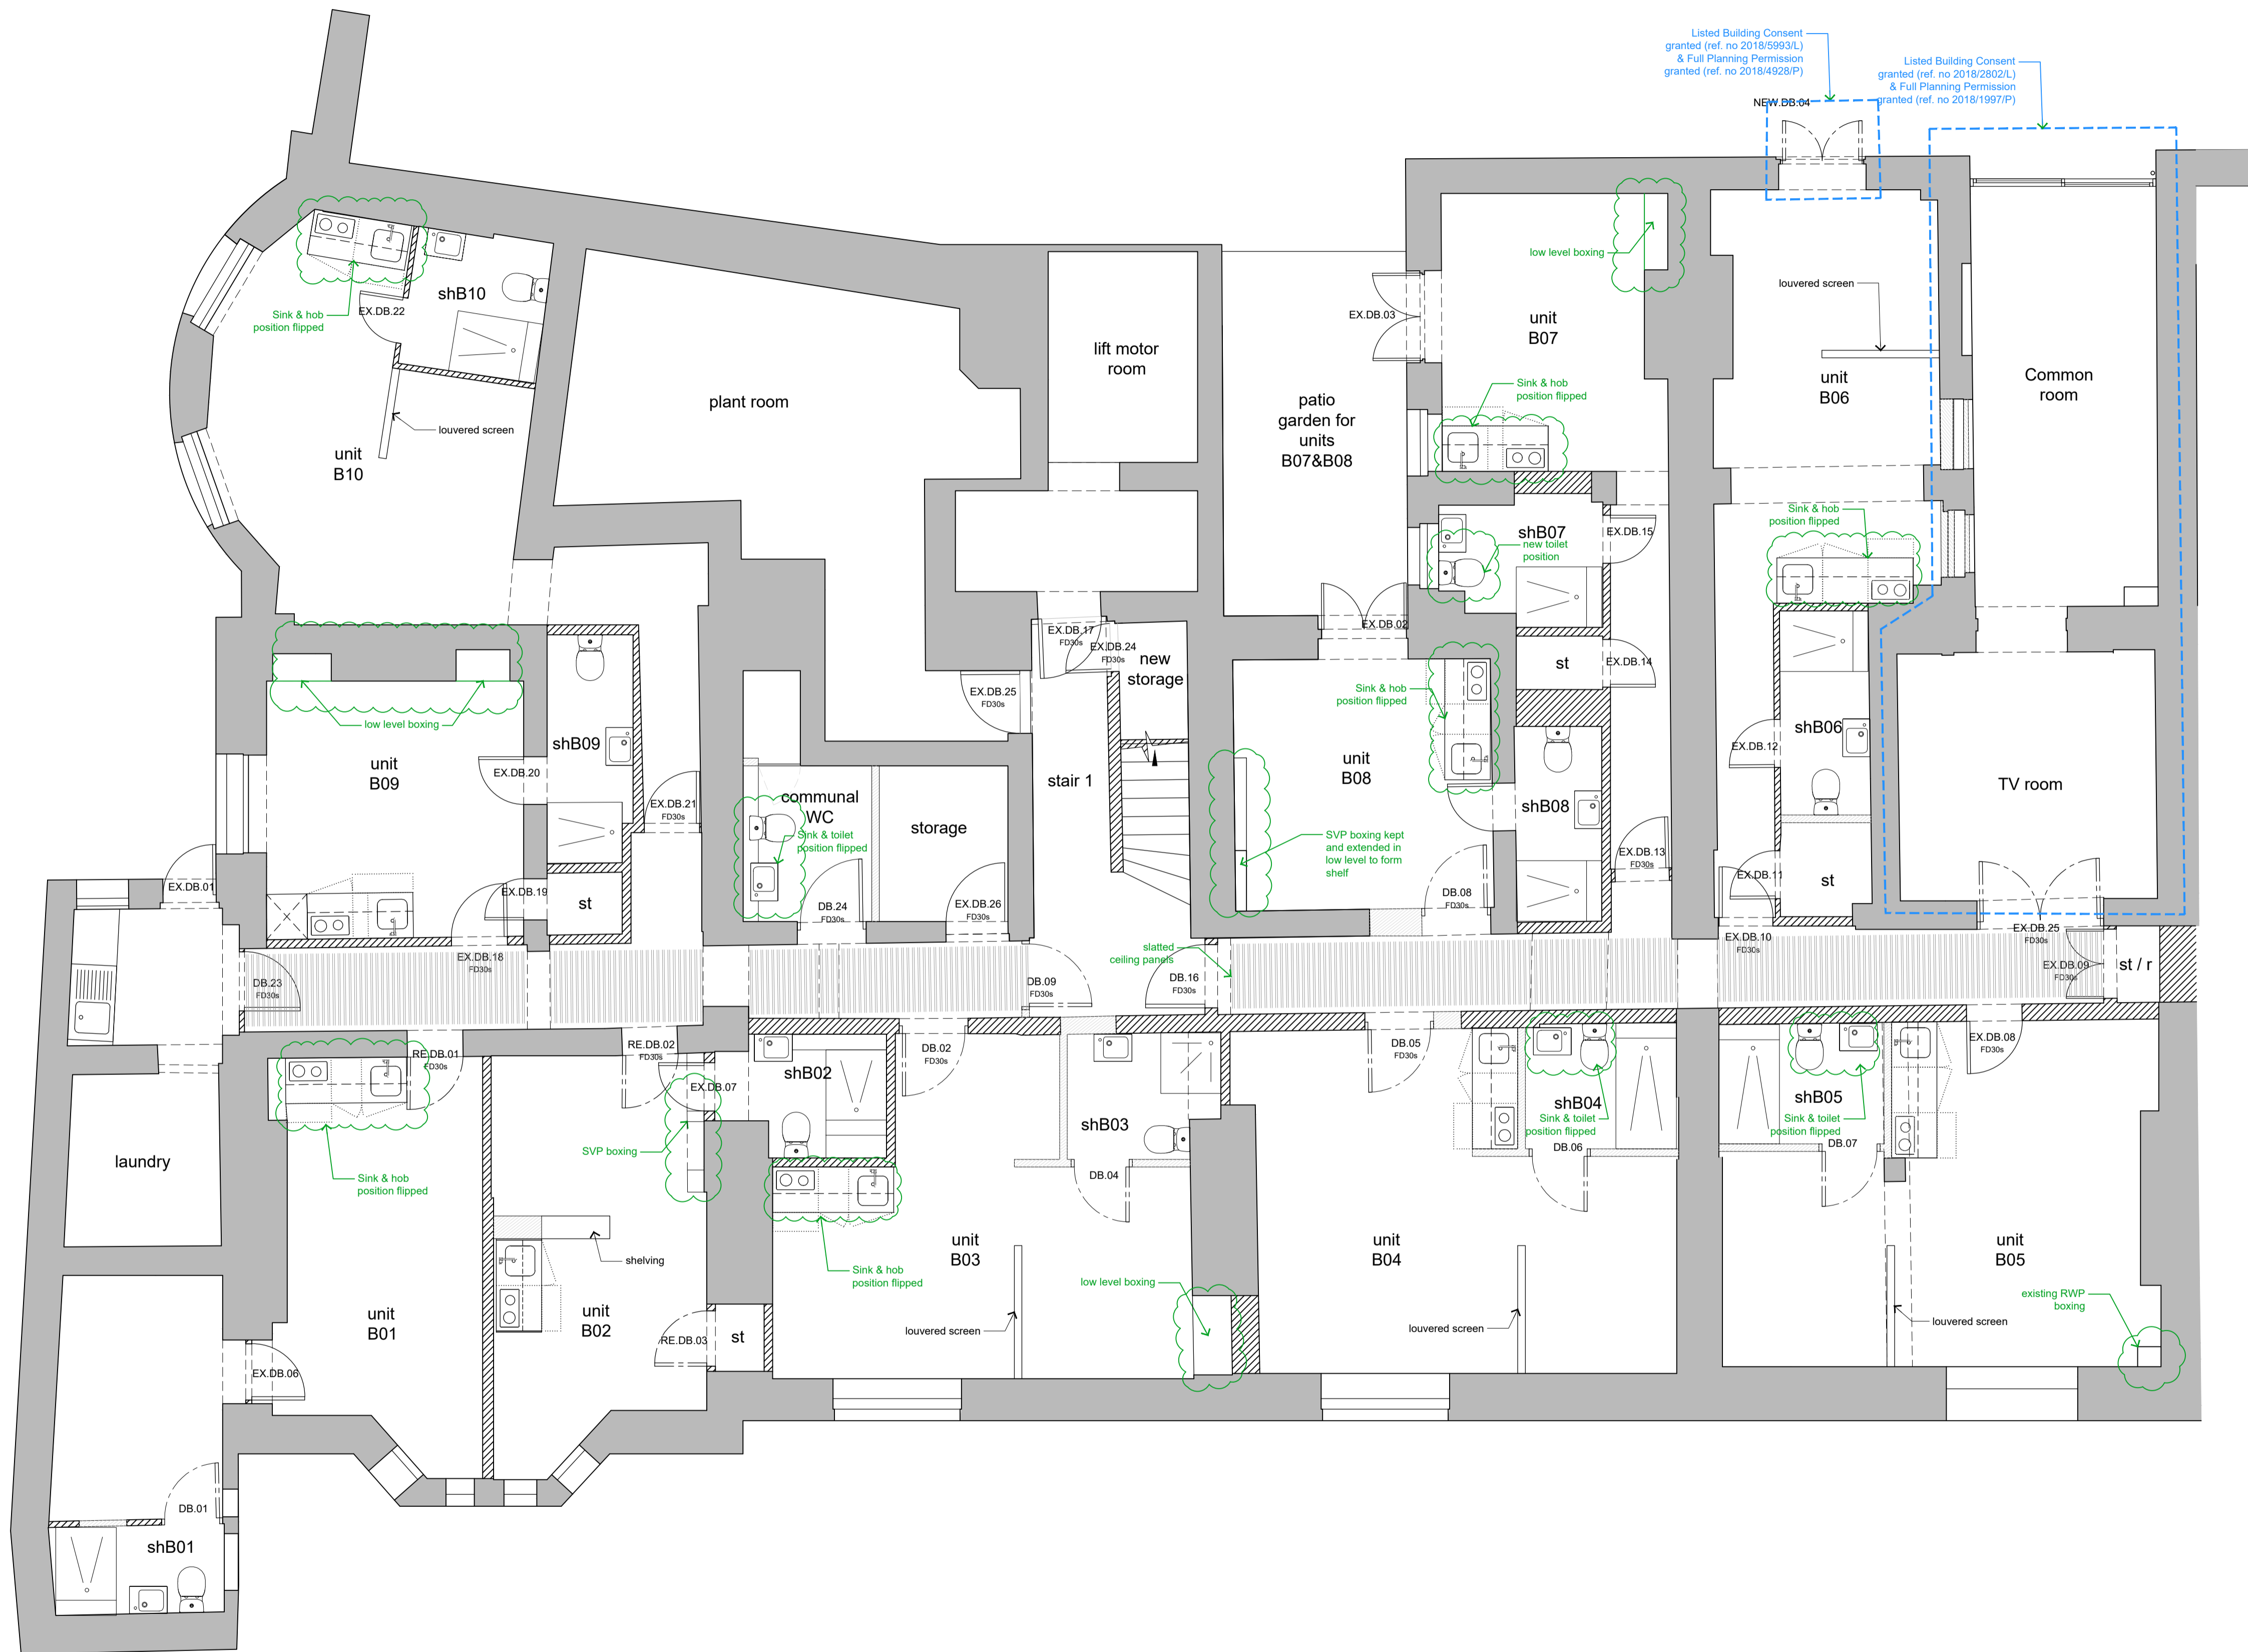 Listed Building Consent
granted (ref. no 2018/5993/L)
& Full Planning Permission
granted (ref. no 2018/4928/P)
Listed Building Consent
granted (ref. no 2018/2802/L)
& Full Planning Permission
granted (ref. no 2018/1997/P)
NEW.DB.04
Sink & hob
position flipped
EX.DB.22
shB10
louvered screen
unit
B10
plant room
lift motor
room
patio
garden for
units
B07&B08
EX.DB.03
low level boxing
unit
B07
Sink & hob
position flipped
louvered screen
unit
B06
Common
room
shB07
new toilet
position
EX.DB.15
Sink & hob
position flipped
EX.DB.17
FD30s
EX.DB.24
FD30s
new
storage
EX.DB.25
FD30s
EX.DB.02
st
EX.DB.14
low level boxing
unit
B09
shB09
EX.DB.20
EX.DB.21
FD30s
communal
WC
Sink & toilet
position flipped
storage
stair 1
Sink & hob
position flipped
unit
B08
shB08
SVP boxing kept
and extended in
low level to form
shelf
EX.DB.13
FD30s
EX.DB.12
shB06
TV room
EX.DB.11
st
EX.DB.01
EX.DB.19
st
DB.24
FD30s
EX.DB.26
FD30s
DB.08
FD30s
EX.DB.18
FD30s
DB.23
FD30s
DB.09
FD30s
slatted
ceiling panels
DB.16
FD30s
EX.DB.10
FD30s
EX.DB.25
FD30s
EX.DB.09
FD30s
st / r
RE.DB.01
FD30s
RE.DB.02
FD30s
EX.DB.07
shB02
DB.02
FD30s
shB03
DB.04
DB.05
FD30s
shB04
Sink & toilet
position flipped
DB.06
shB05
Sink & toilet
position flipped
DB.07
EX.DB.08
FD30s
laundry
Sink & hob
position flipped
SVP boxing
shelving
unit
B01
unit
B02
RE.DB.03
st
Sink & hob
position flipped
unit
B03
louvered screen
low level boxing
unit
B04
louvered screen
unit
B05
louvered screen
existing RWP
boxing
EX.DB.06
DB.01
shB01